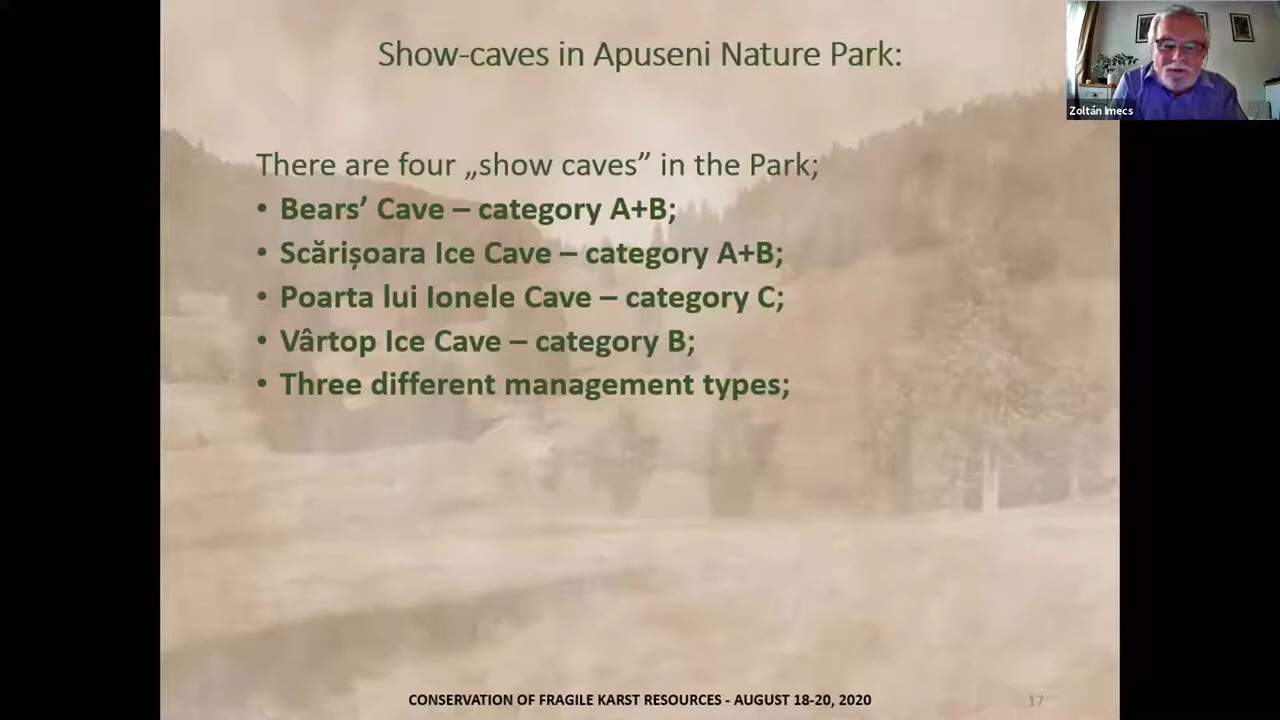 Show-caves in Apuseni Nature Park:
Zoltán Imecs
There are four „show caves” in the Park;
• Bears’ Cave – category A+B;
• Scărișoara Ice Cave – category A+B;
• Poarta lui Ionele Cave – category C;
• Vârtop Ice Cave – category B;
• Three different management types;
CONSERVATION OF FRAGILE KARST RESOURCES - AUGUST 18-20, 2020
17